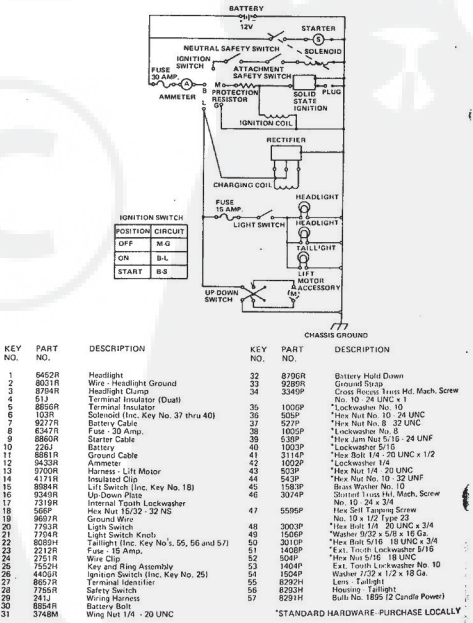 BATTERY
12V
STARTER
S
NEUTRAL SAFETY SWITCH
SOLENOID
IGNITION
SWITCH
S
ATTACHMENT
SAFETY SWITCH
FUSE
30 AMP.
A
AMMETER
B
L
M
G
PROTECTION
RESISTOR
SOLID
STATE
IGNITION
PLUG
IGNITION COIL
RECTIFIER
CHARGING COIL
FUSE
15 AMP.
LIGHT SWITCH
HEADLIGHT
HEADLIGHT
TAILLIGHT
LIFT
MOTOR
ACCESSORY
M
UP DOWN
SWITCH
CHASSIS GROUND
IGNITION SWITCH
POSITION CIRCUIT
OFF M-G
ON B-L
START B-S
KEY PART DESCRIPTION
NO. NO.
1 6452R Headlight
2 8031R Wire - Headlight Ground
3 8794R Headlight Clamp
4 51J Terminal Insulator (Dual)
5 8856R Terminal Insulator
6 103R Solenoid (Inc. Key No. 37 thru 40)
7 9277R Battery Cable
8 6347R Fuse - 30 Amp.
9 8860R Starter Cable
10 226J Battery
11 8861R Ground Cable
12 9433R Ammeter
13 9700R Harness - Lift Motor
14 4171R Insulated Clip
15 8984R Lift Switch (Inc. Key No. 18)
16 9349R Up-Down Plate
17 7319R Internal Tooth Lockwasher
18 566P Hex Nut 15/32 - 32 NS
19 9697R Ground Wire
20 7793R Ligth Switch
21 7794R Light Switch Knob
22 8089H Taillight (Inc. Key No's. 55, 56 and 57)
23 2212R Fuse - 15 Amp.
24 2751R Wire Clip
25 7552H Key and Ring Assembly
26 4406R Ignition Switch (Inc. Key No. 25)
27 8657R Terminal Identifier
28 7755R Safety Switch
29 241J Wiring Harness
30 8854R Battery Bolt
31 3748M Wing Nut 1/4 - 20 UNC
KEY PART DESCRIPTION
NO. NO.
32 8796R Battery Hold Down
33 9289R Ground Strap
34 3349P Cross Recess Truss Hd. Mach. Screw
No. 10 - 24 UNC x 1
35 1006P *Lockwasher No. 10
36 505P *Hex Nut No. 10 - 24 UNC
37 527P *Hex Nut No. 8 32 UNC
38 1005P *Lockwasher No. 8
39 538P *Hex Jam Nut 5/16 - 24 UNF
40 1003P *Lockwasher 5/16
41 3114P *Hex Bolt 1/4 - 20 UNC x 1/2
42 1002P *Lockwasher 1/4
43 503P *Hex Nut 1/4 - 20 UNC
44 543P *Hex Nut No. 10 - 32 UNF
45 1583P Brass Washer No. 10
46 3074P Slotted Truss Hd. Mach. Screw
No. 10 - 24 x 3/4
47 5595P Hex Self Tapping Screw
No. 10 x 1/2 Type 23
48 3003P *Hex Bolt 1/4 20 UNC x 3/4
49 1506P *Washer 9/32 x 5/8 x 16 Ga.
50 3010P *Hex Bolt 5/16 18 UNC x 3/4
51 1408P *Ext. Tooth Lockwasher 5/16
52 504P *Hex Nut 5/16 18 UNC
53 1404P Ext. Tooth Lockwasher No. 10
54 1504P Washer 7/32 x 1/2 x 18 Ga.
55 8292H Lens - Taillight
56 8293H Housing - Taillight
57 8291H Bulb No. 1895 (2 Candle Power)
*STANDARD HARDWARE-PURCHASE LOCALLY